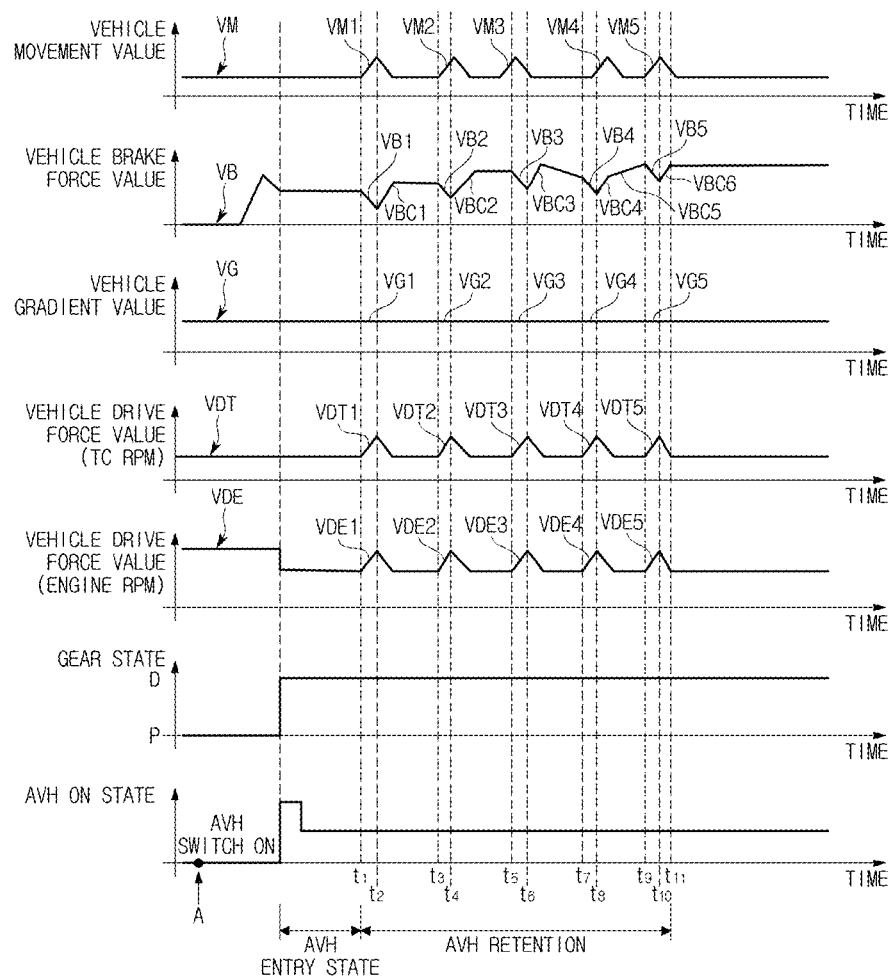 VEHICLE
MOVEMENT VALUE
VM
VM1
VM2
VM3
VM4
VM5
TIME
VEHICLE BRAKE
FORCE VALUE
VB
VB1
VB2
VB3
VB4
VB5
VBC1
VBC2
VBC3
VBC4
VBC5
VBC6
TIME
VEHICLE
GRADIENT VALUE
VG
VG1
VG2
VG3
VG4
VG5
TIME
VEHICLE DRIVE
FORCE VALUE
(TC RPM)
VDT
VDT1
VDT2
VDT3
VDT4
VDT5
TIME
VEHICLE DRIVE
FORCE VALUE
(ENGINE RPM)
VDE
VDE1
VDE2
VDE3
VDE4
VDE5
TIME
GEAR STATE
D
P
TIME
AVH ON STATE
AVH
SWITCH ON
A
t1
t2
t3
t4
t5
t6
t7
t8
t9
t10
t11
TIME
AVH
ENTRY STATE
AVH RETENTION